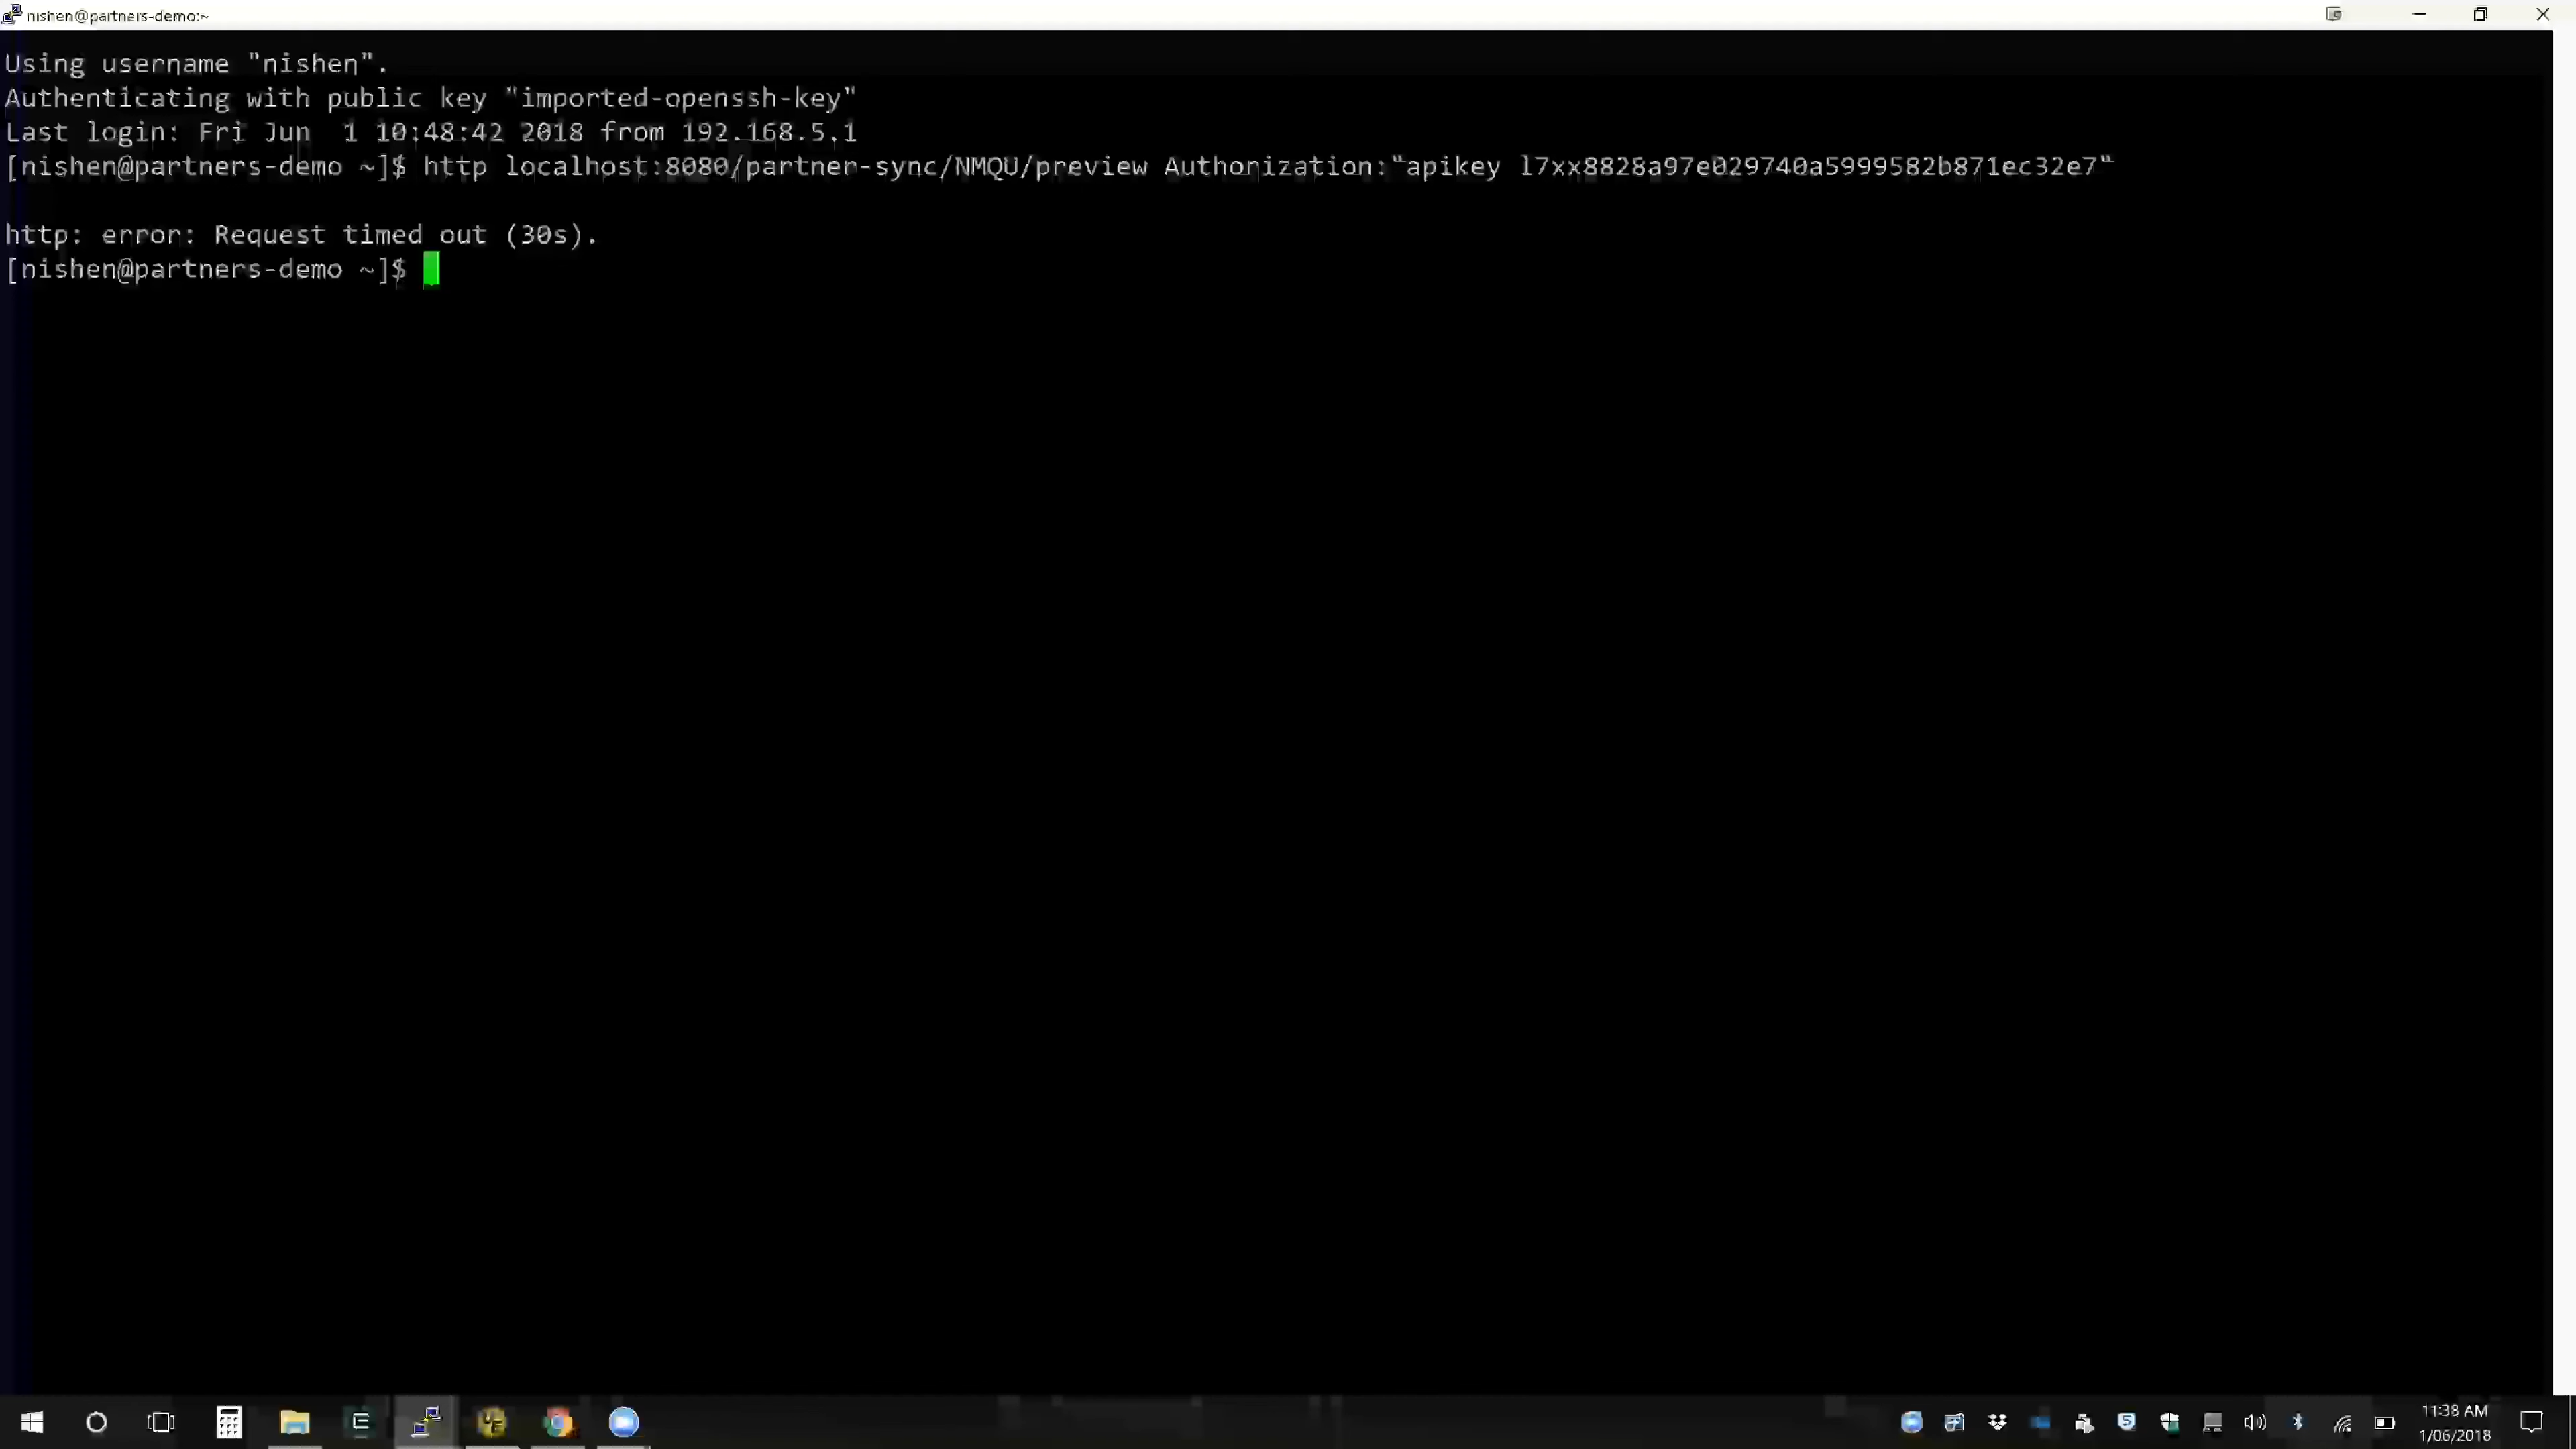 nishen@partners-demo:~
Using username "nishen".
Authenticating with public key "imported-openssh-key"
Last login: Fri Jun  1 10:48:42 2018 from 192.168.5.1
[nishen@partners-demo ~]$ http localhost:8080/partner-sync/NMQU/preview Authorization:"apikey l7xx8828a97e029740a5999582b871ec32e7"
http: error: Request timed out (30s).
[nishen@partners-demo ~]$
11:38 AM
1/06/2018